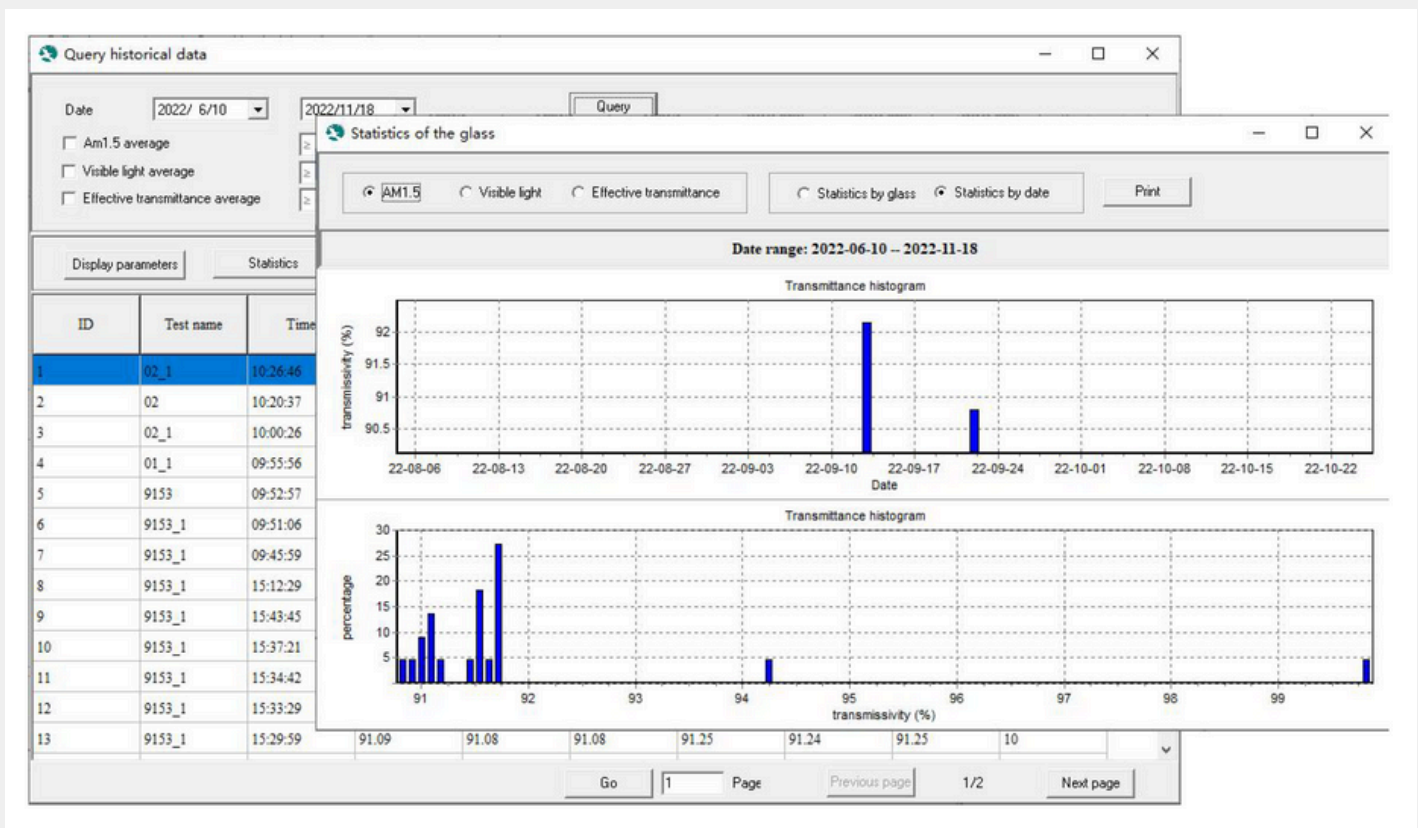 Query historical data
Date 2022/ 6/10 2022/11/18 Query
Am1.5 average ≥
Visible light average ≥
Effective transmittance average ≥
Display parameters Statistics
ID Test name Time
1 02_1 10:26:46
2 02 10:20:37
3 02_1 10:00:26
4 01_1 09:55:56
5 9153 09:52:57
6 9153_1 09:51:06
7 9153_1 09:45:59
8 9153_1 15:12:29
9 9153_1 15:43:45
10 9153_1 15:37:21
11 9153_1 15:34:42
12 9153_1 15:33:29
13 9153_1 15:29:59 91.09 91.08 91.08 91.25 91.24 91.25 10
Go 1 Page Previous page 1/2 Next page
Statistics of the glass
AM1.5 Visible light Effective transmittance Statistics by glass Statistics by date Print
Date range: 2022-06-10 -- 2022-11-18
Transmittance histogram
transmissivity (%)
92
91.5
91
90.5
22-08-06 22-08-13 22-08-20 22-08-27 22-09-03 22-09-10 22-09-17 22-09-24 22-10-01 22-10-08 22-10-15 22-10-22
Date
Transmittance histogram
percentage
30
25
20
15
10
5
91 92 93 94 95 96 97 98 99
transmissivity (%)